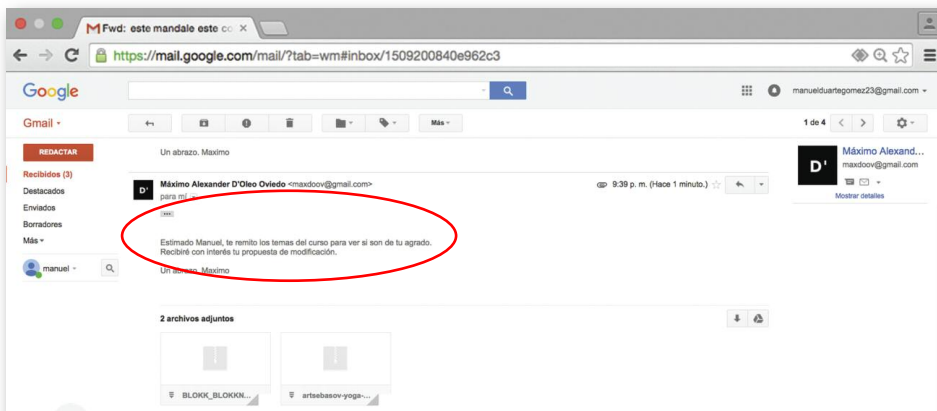 Fwd: este mandale este co
https://mail.google.com/mail/?tab=wm#inbox/1509200840e962c3
Google
manuelduartegomez23@gmail.com
Gmail
Más
1 de 4
REDACTAR
Recibidos (3)
Destacados
Enviados
Borradores
Más
manuel
Un abrazo. Maximo
D'
Máximo Alexander D'Oleo Oviedo <maxdoov@gmail.com>
9:39 p. m. (Hace 1 minuto.)
para mí
Estimado Manuel, te remito los temas del curso para ver si son de tu agrado.
Recibiré con interés tu propuesta de modificación.
Un abrazo. Maximo
2 archivos adjuntos
BLOKK_BLOKKN...
artsebasov-yoga-...
D'
Máximo Alexand...
maxdoov@gmail.com
Mostrar detalles